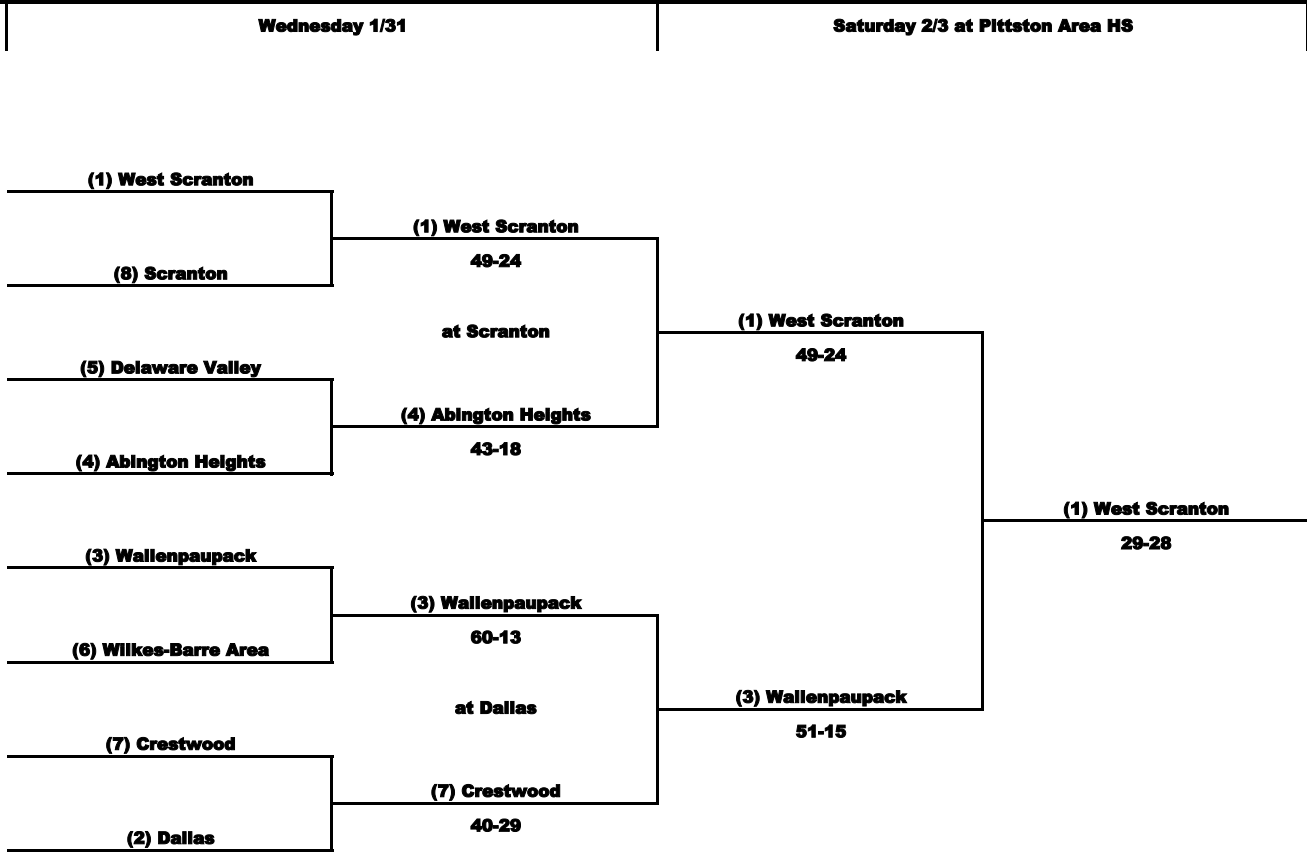 Wednesday 1/31
Saturday 2/3 at Pittston Area HS
(1) West Scranton
(1) West Scranton
49-24
(8) Scranton
at Scranton
(1) West Scranton
49-24
(5) Delaware Valley
(4) Abington Heights
43-18
(4) Abington Heights
(1) West Scranton
29-28
(3) Wallenpaupack
(3) Wallenpaupack
60-13
(6) Wilkes-Barre Area
at Dallas
(3) Wallenpaupack
51-15
(7) Crestwood
(7) Crestwood
40-29
(2) Dallas